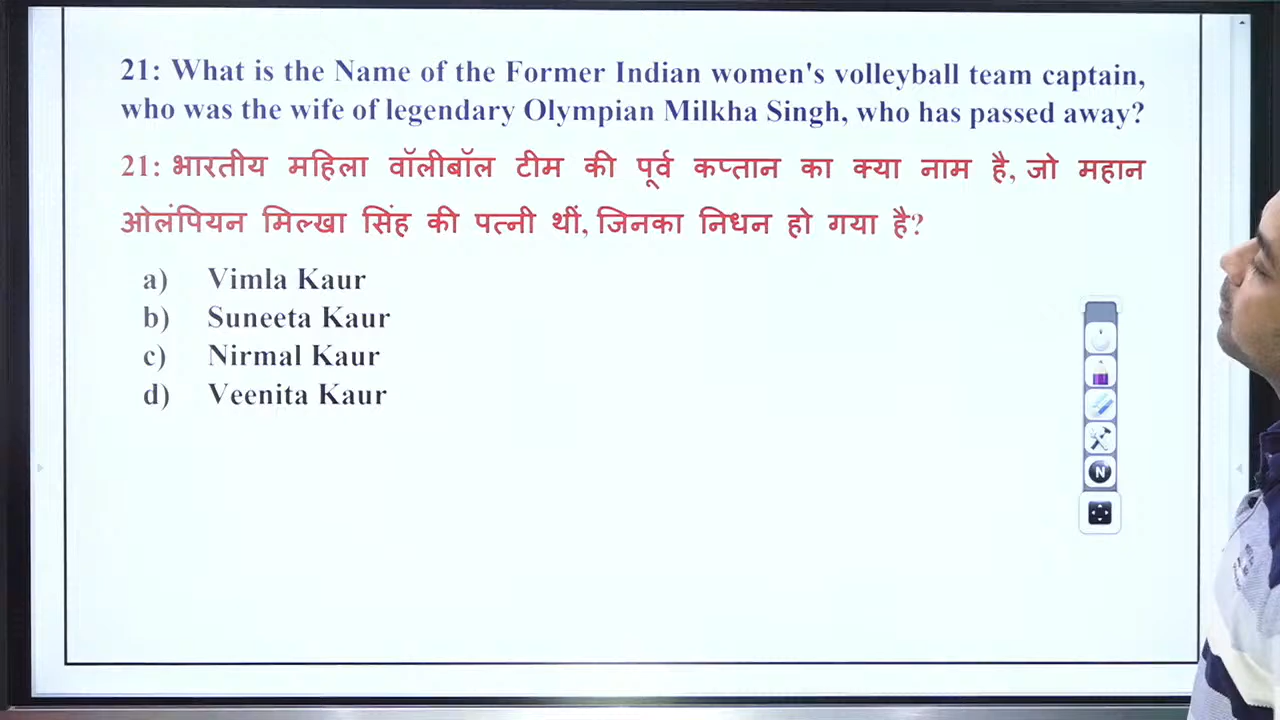 21: What is the Name of the Former Indian women's volleyball team captain,
who was the wife of legendary Olympian Milkha Singh, who has passed away?
21: भारतीय महिला वॉलीबॉल टीम की पूर्व कप्तान का क्या नाम है, जो महान
ओलंपियन मिल्खा सिंह की पत्नी थीं, जिनका निधन हो गया है?
a) Vimla Kaur
b) Suneeta Kaur
c) Nirmal Kaur
d) Veenita Kaur
N